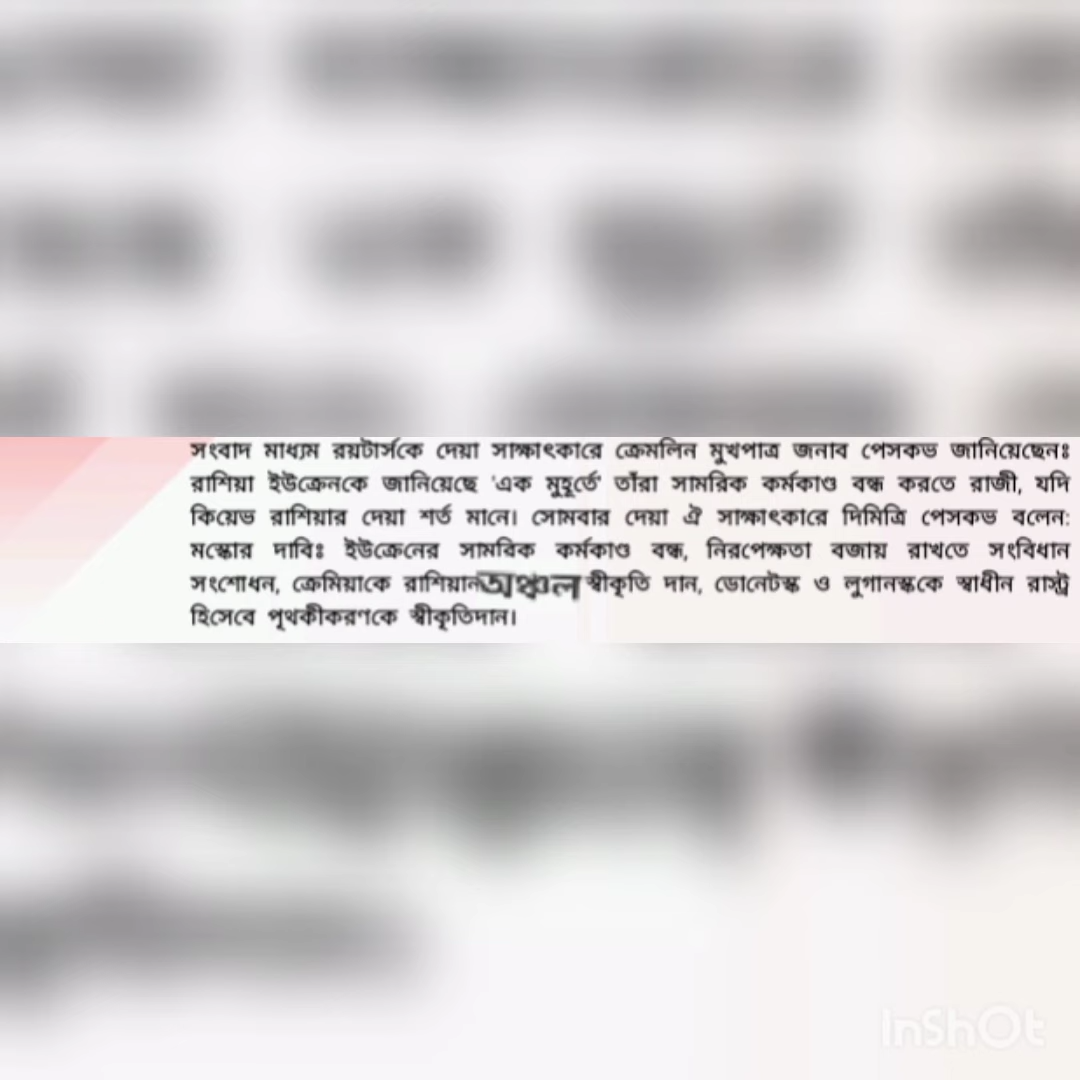 সংবাদ মাধ্যম রয়টার্সকে দেয়া সাক্ষাৎকারে ক্রেমলিন মুখপাত্র জনাব পেসকভ জানিয়েছেনঃ
রাশিয়া ইউক্রেনকে জানিয়েছে 'এক মুহূর্তে' তাঁরা সামরিক কর্মকাণ্ড বন্ধ করতে রাজী, যদি
কিয়েভ রাশিয়ার দেয়া শর্ত মানে। সোমবার দেয়া ঐ সাক্ষাৎকারে দিমিত্রি পেসকভ বলেন:
মস্কোর দাবিঃ ইউক্রেনের সামরিক কর্মকাণ্ড বন্ধ, নিরপেক্ষতা বজায় রাখতে সংবিধান
সংশোধন, ক্রেমিয়াকে রাশিয়ান অঞ্চল স্বীকৃতি দান, ডোনেটস্ক ও লুগানস্ককে স্বাধীন রাস্ট্র
হিসেবে পৃথকীকরণকে স্বীকৃতিদান।
InShOt